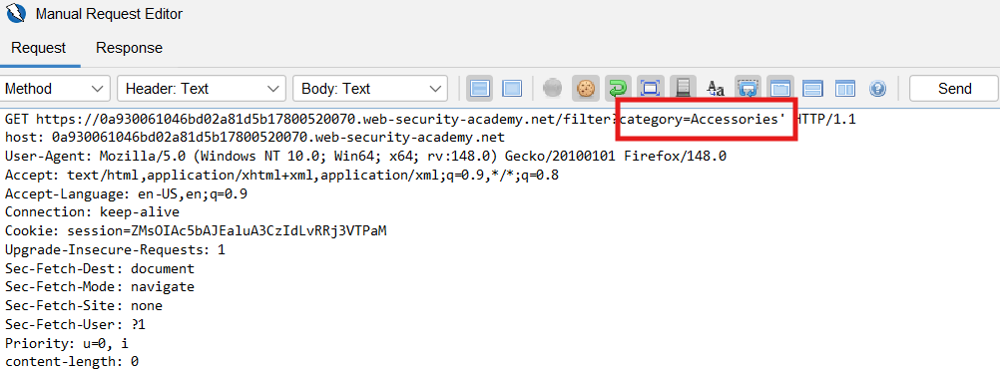 Manual Request Editor
Request Response
Method Header: Text Body: Text Send
GET https://0a930061046bd02a81d5b17800520070.web-security-academy.net/filter?category=Accessories' HTTP/1.1
host: 0a930061046bd02a81d5b17800520070.web-security-academy.net
User-Agent: Mozilla/5.0 (Windows NT 10.0; Win64; x64; rv:148.0) Gecko/20100101 Firefox/148.0
Accept: text/html,application/xhtml+xml,application/xml;q=0.9,*/*;q=0.8
Accept-Language: en-US,en;q=0.9
Connection: keep-alive
Cookie: session=ZMsOIAc5bAJEaluA3CzIdLvRRj3VTPaM
Upgrade-Insecure-Requests: 1
Sec-Fetch-Dest: document
Sec-Fetch-Mode: navigate
Sec-Fetch-Site: none
Sec-Fetch-User: ?1
Priority: u=0, i
content-length: 0